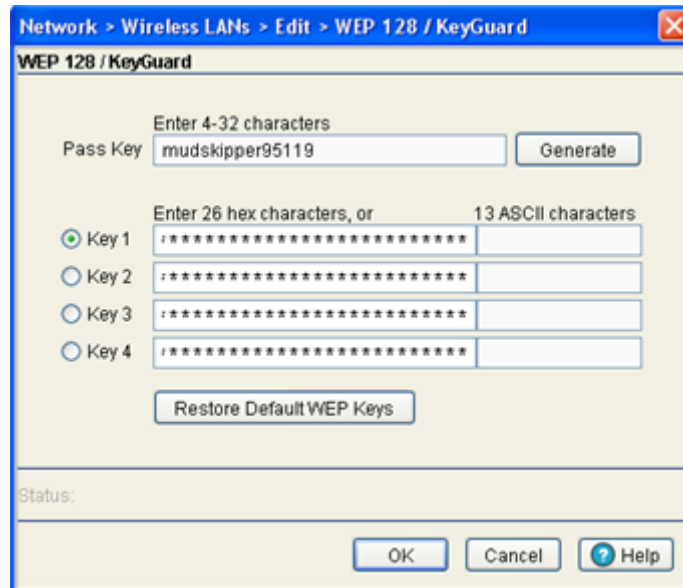 Network > Wireless LANs > Edit > WEP 128 / KeyGuard
WEP 128 / KeyGuard
Enter 4-32 characters
Pass Key mudskipper95119 Generate
Enter 26 hex characters, or 13 ASCII characters
Key 1 **************************
Key 2 **************************
Key 3 **************************
Key 4 **************************
Restore Default WEP Keys
Status:
OK Cancel ? Help